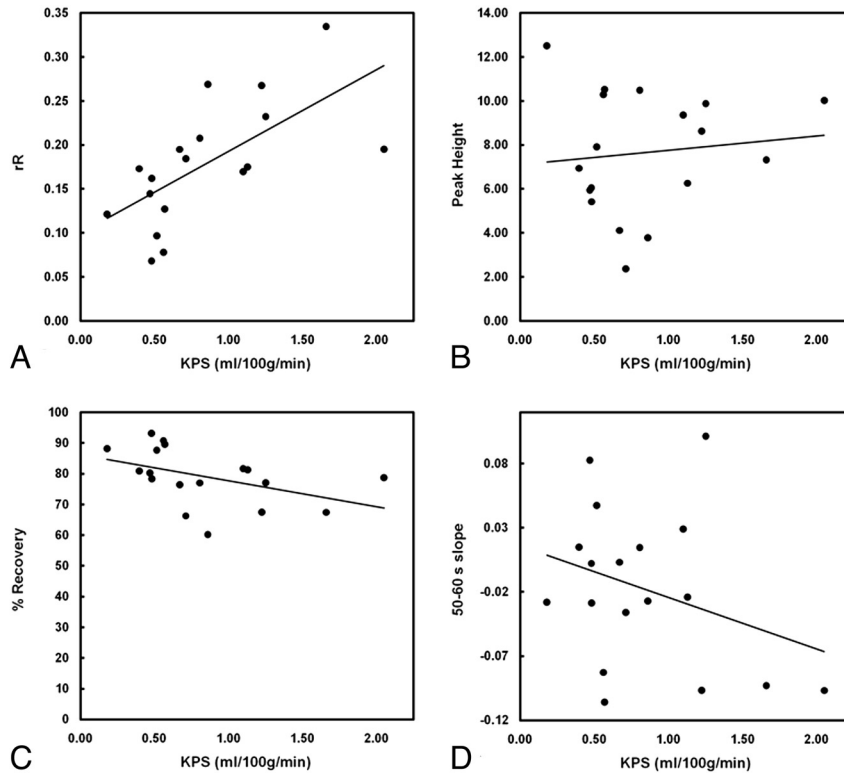 0.35
0.30
0.25
0.20
0.15
0.10
0.05
0.00
rR
0.00 0.50 1.00 1.50 2.00
KPS (ml/100g/min)
A
14.00
12.00
10.00
8.00
6.00
4.00
2.00
0.00
Peak Height
0.00 0.50 1.00 1.50 2.00
KPS (ml/100g/min)
B
100
90
80
70
60
50
40
30
20
10
0
% Recovery
0.00 0.50 1.00 1.50 2.00
KPS (ml/100g/min)
C
0.08
0.03
-0.02
-0.07
-0.12
50-60 s slope
0.00 0.50 1.00 1.50 2.00
KPS (ml/100g/min)
D